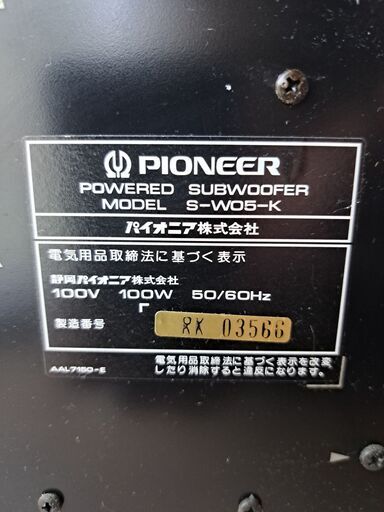 PIONEER
POWERED SUBWOOFER
MODEL S-W05-K
パイオニア株式会社
電気用品取締法に基づく表示
静岡パイオニア株式会社
100V 100W 50/60Hz
製造番号 RK 03566
電気用品取締法に基づく表示を改変
したり消除すると違反になります。
AAL7150-E